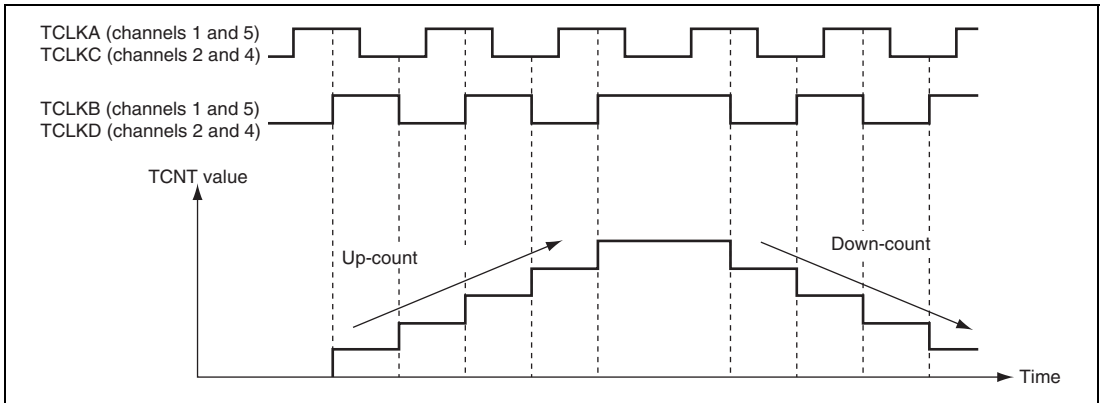 TCLKA (channels 1 and 5)
TCLKC (channels 2 and 4)
TCLKB (channels 1 and 5)
TCLKD (channels 2 and 4)
TCNT value
Up-count
Down-count
Time